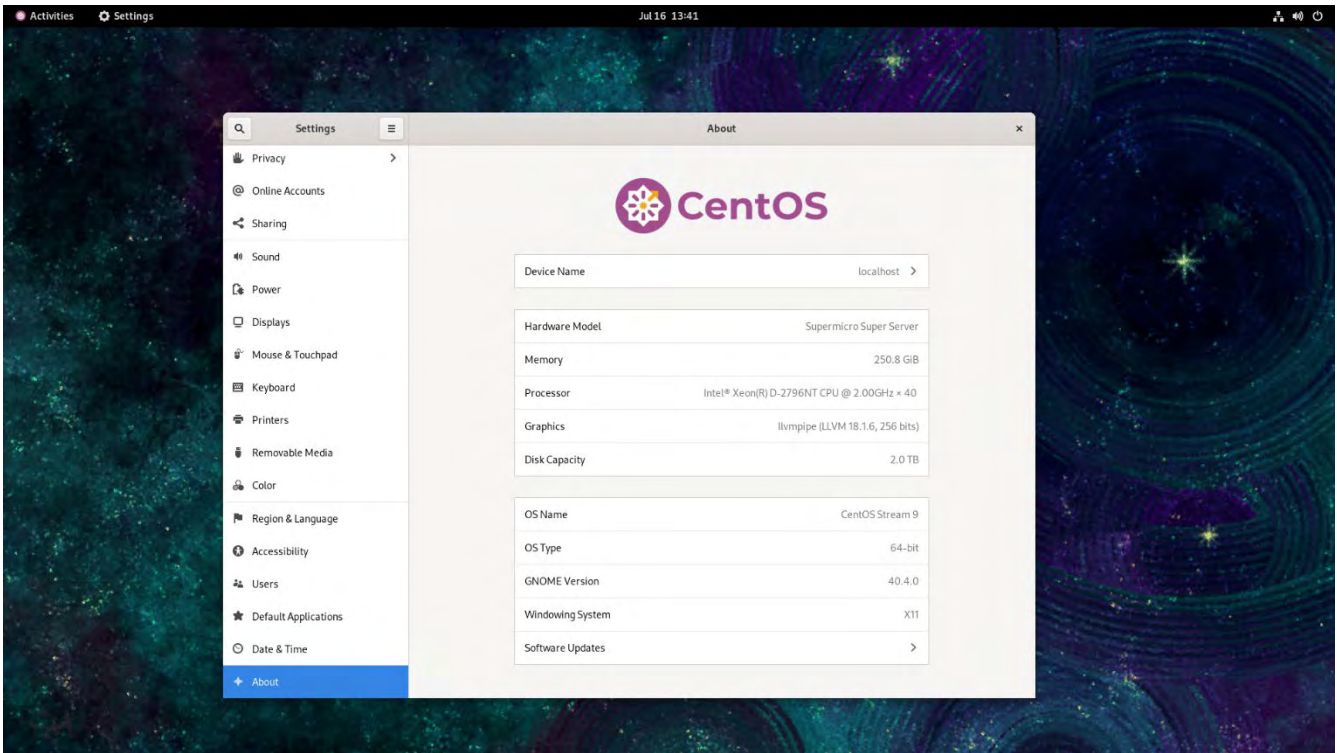 Activities Settings Jul 16 13:41
Settings About
Privacy
Online Accounts
Sharing
Sound
Power
Displays
Mouse & Touchpad
Keyboard
Printers
Removable Media
Color
Region & Language
Accessibility
Users
Default Applications
Date & Time
About
CentOS
Device Name localhost
Hardware Model Supermicro Super Server
Memory 250.8 GiB
Processor Intel® Xeon(R) D-2796NT CPU @ 2.00GHz × 40
Graphics llvmpipe (LLVM 18.1.6, 256 bits)
Disk Capacity 2.0 TB
OS Name CentOS Stream 9
OS Type 64-bit
GNOME Version 40.4.0
Windowing System X11
Software Updates